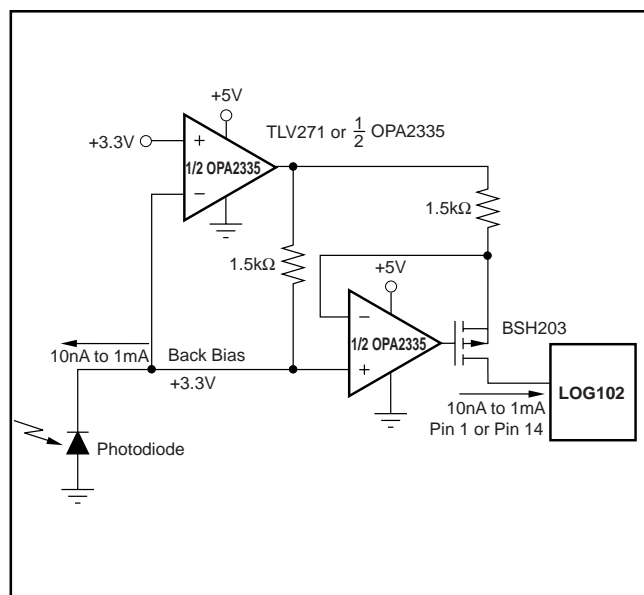 +5V
TLV271 or 1/2 OPA2335
+3.3V
+
1/2 OPA2335
−
1.5kΩ
1.5kΩ
+5V
−
BSH203
1/2 OPA2335
10nA to 1mA
Back Bias
+
+3.3V
LOG102
10nA to 1mA
Pin 1 or Pin 14
Photodiode